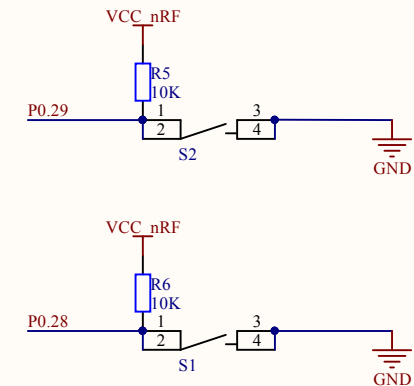 VCC_nRF
R5
10K
P0.29
1
3
2
4
S2
GND
VCC_nRF
R6
10K
P0.28
1
3
2
4
S1
GND